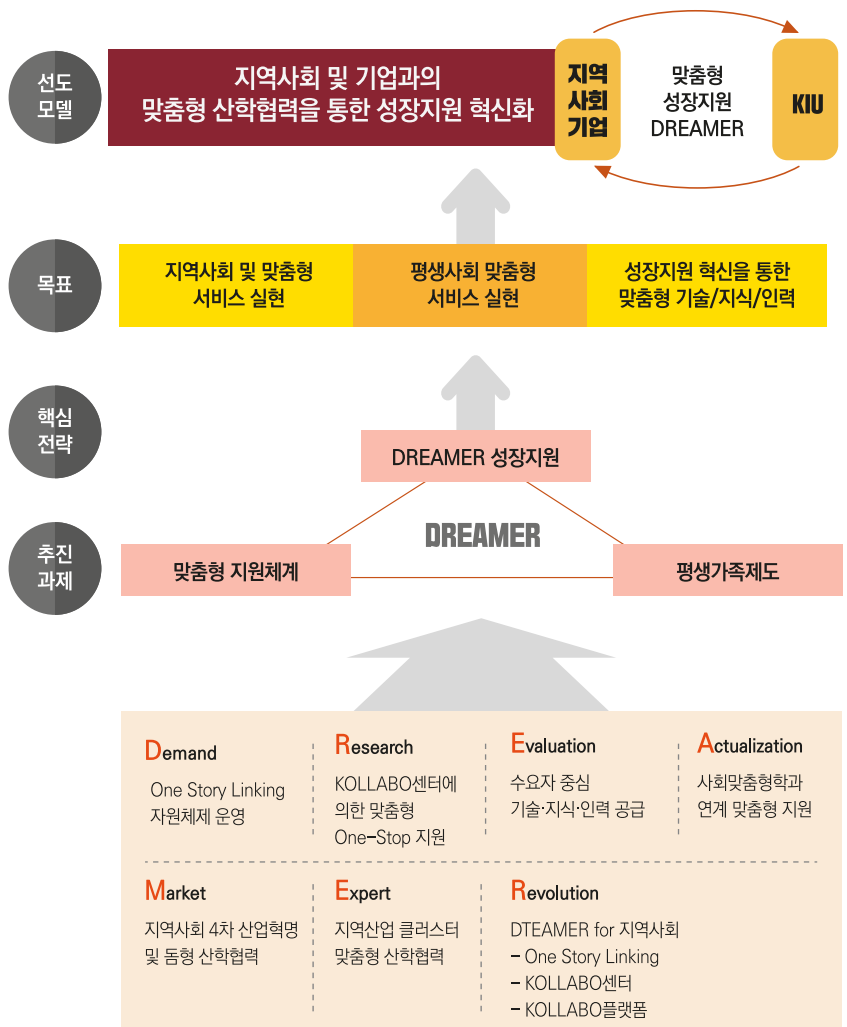 선도
모델
지역사회 및 기업과의
맞춤형 산학협력을 통한 성장지원 혁신화
지역
사회
기업
맞춤형
성장지원
DREAMER
KIU
목표
지역사회 및 맞춤형
서비스 실현
평생사회 맞춤형
서비스 실현
성장지원 혁신을 통한
맞춤형 기술/지식/인력
핵심
전략
DREAMER 성장지원
DREAMER
추진
과제
맞춤형 지원체계
평생가족제도
Demand
One Story Linking
자원체제 운영
Research
KOLLABO센터에
의한 맞춤형
One-Stop 지원
Evaluation
수요자 중심
기술·지식·인력 공급
Actualization
사회맞춤형학과
연계 맞춤형 지원
Market
지역사회 4차 산업혁명
및 돔형 산학협력
Expert
지역산업 클러스터
맞춤형 산학협력
Revolution
DTEAMER for 지역사회
- One Story Linking
- KOLLABO센터
- KOLLABO플랫폼